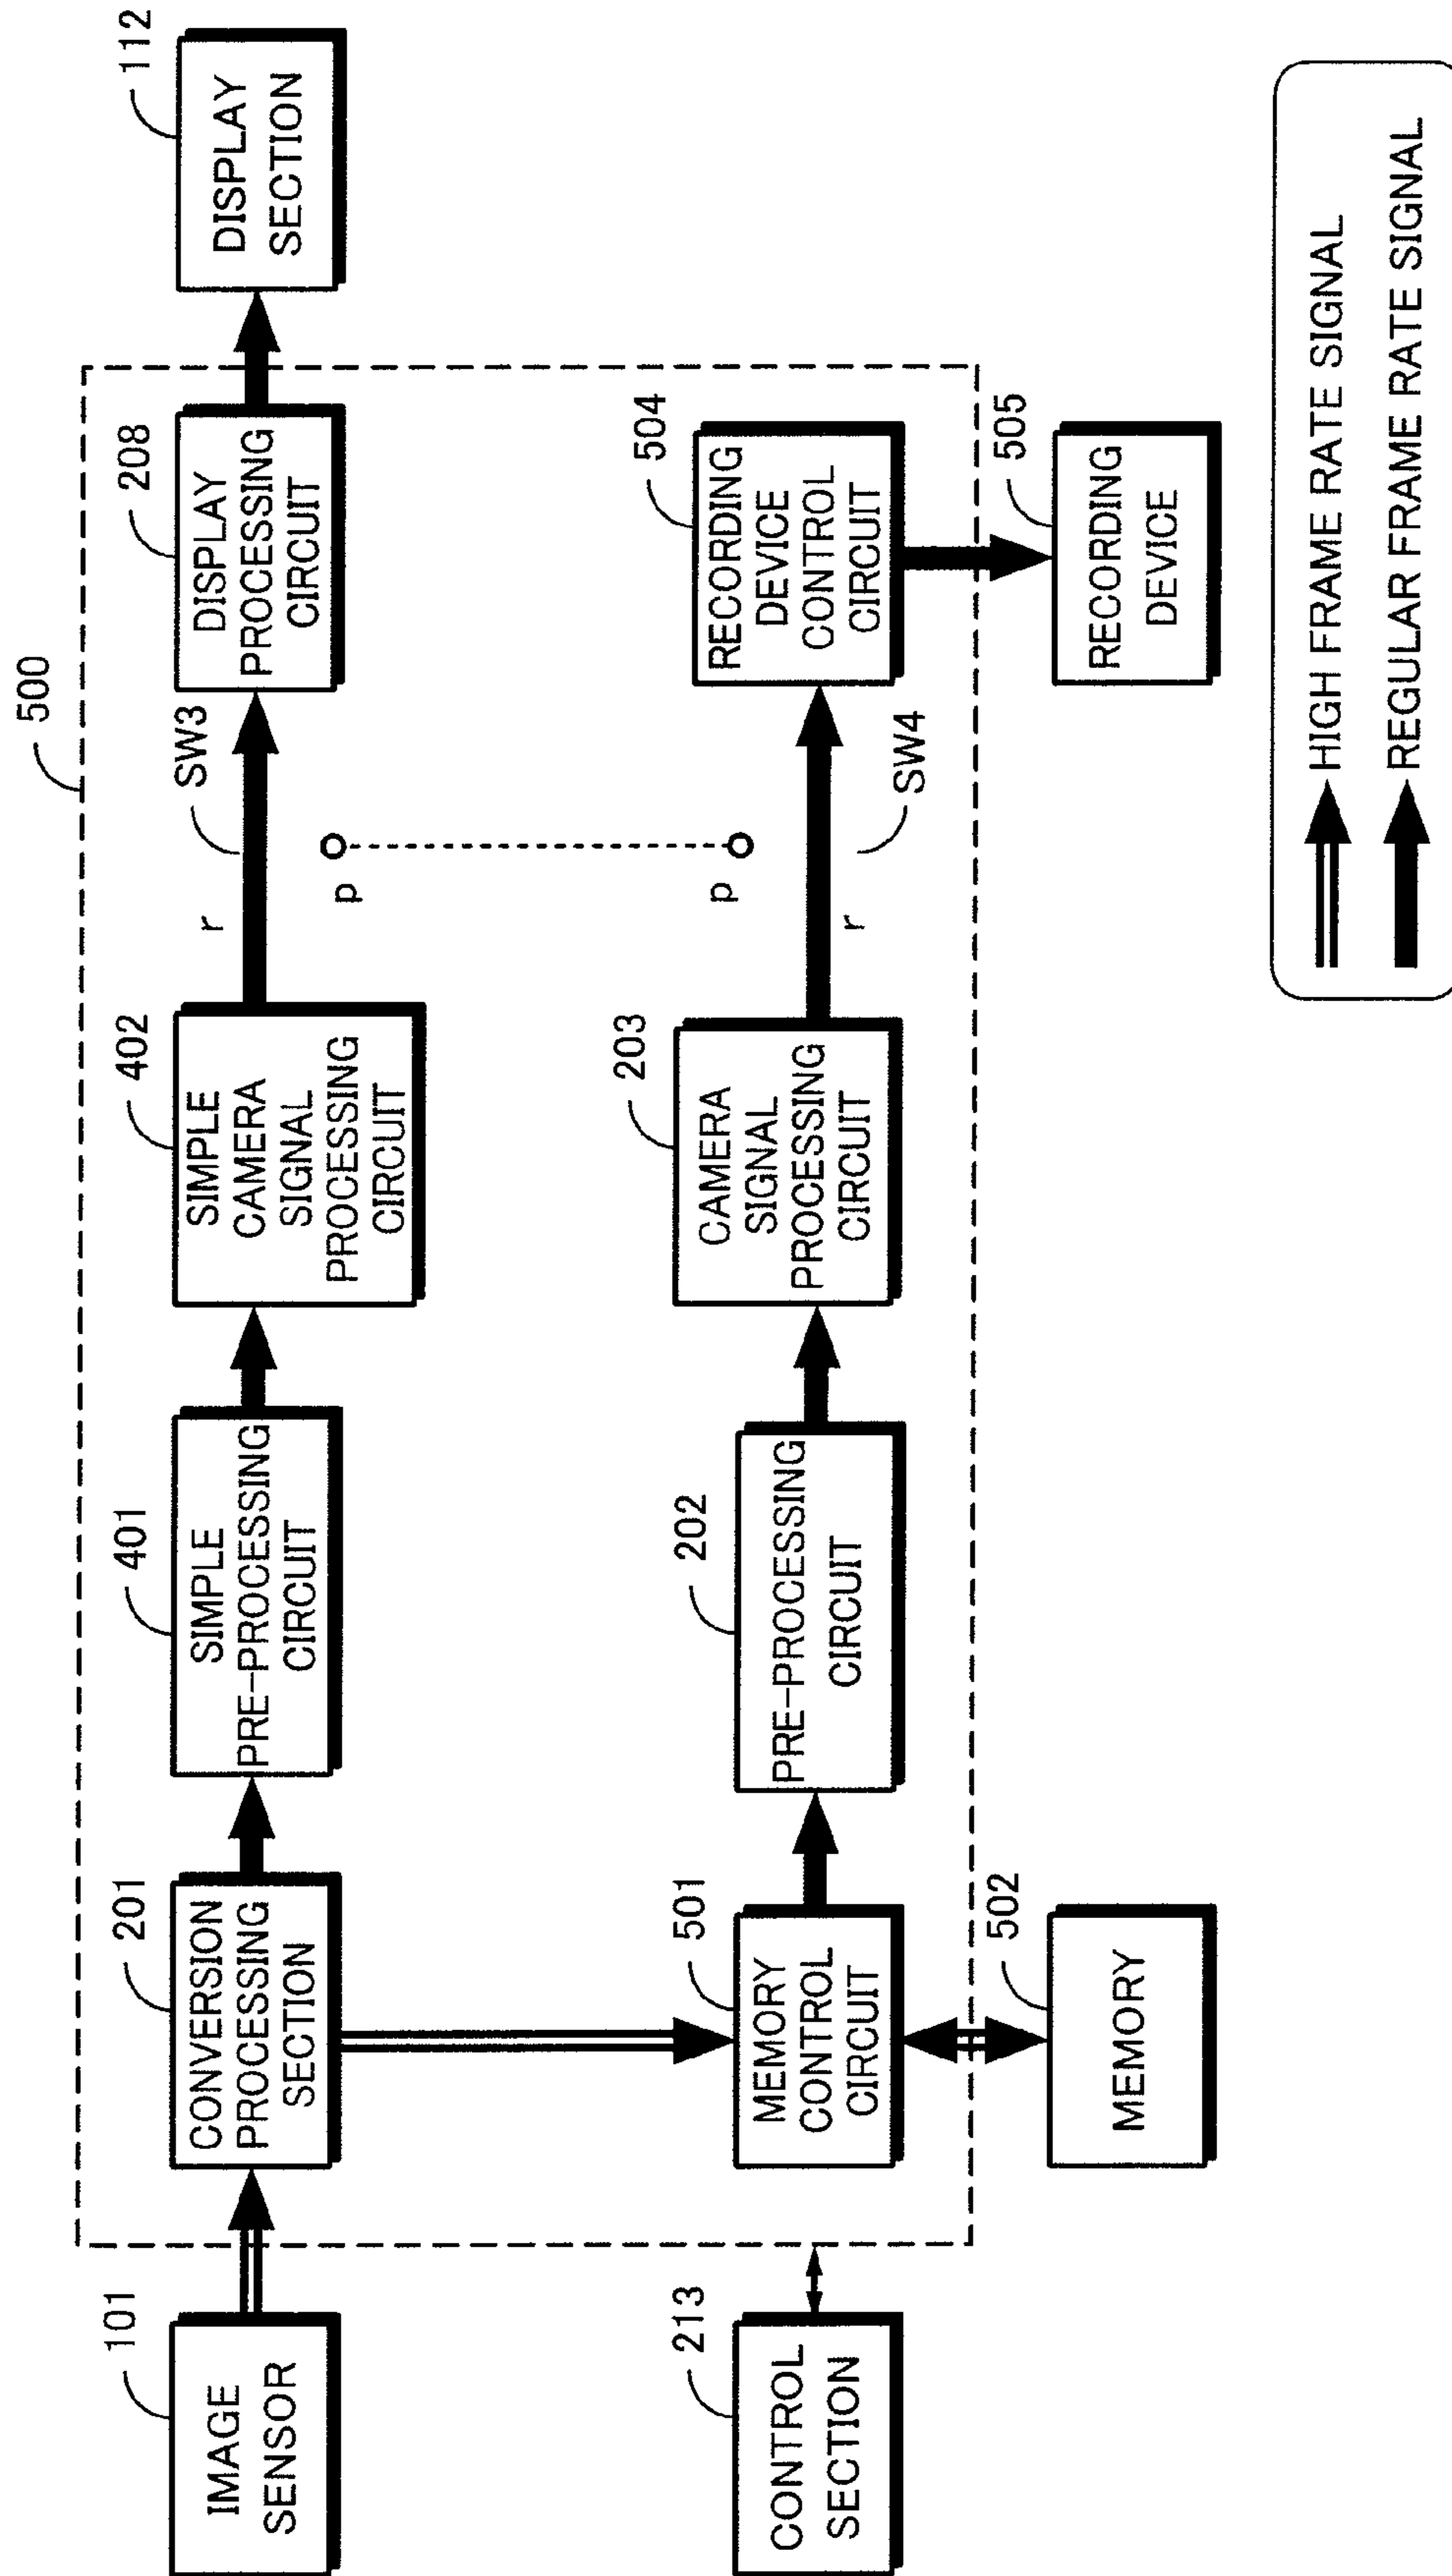 500
101
IMAGE
SENSOR
201
CONVERSION
PROCESSING
SECTION
401
SIMPLE
PRE-PROCESSING
CIRCUIT
402
SIMPLE
CAMERA
SIGNAL
PROCESSING
CIRCUIT
r
SW3
p
208
DISPLAY
PROCESSING
CIRCUIT
112
DISPLAY
SECTION
213
CONTROL
SECTION
501
MEMORY
CONTROL
CIRCUIT
202
PRE-PROCESSING
CIRCUIT
203
CAMERA
SIGNAL
PROCESSING
CIRCUIT
p
r
SW4
504
RECORDING
DEVICE
CONTROL
CIRCUIT
502
MEMORY
505
RECORDING
DEVICE
HIGH FRAME RATE SIGNAL
REGULAR FRAME RATE SIGNAL